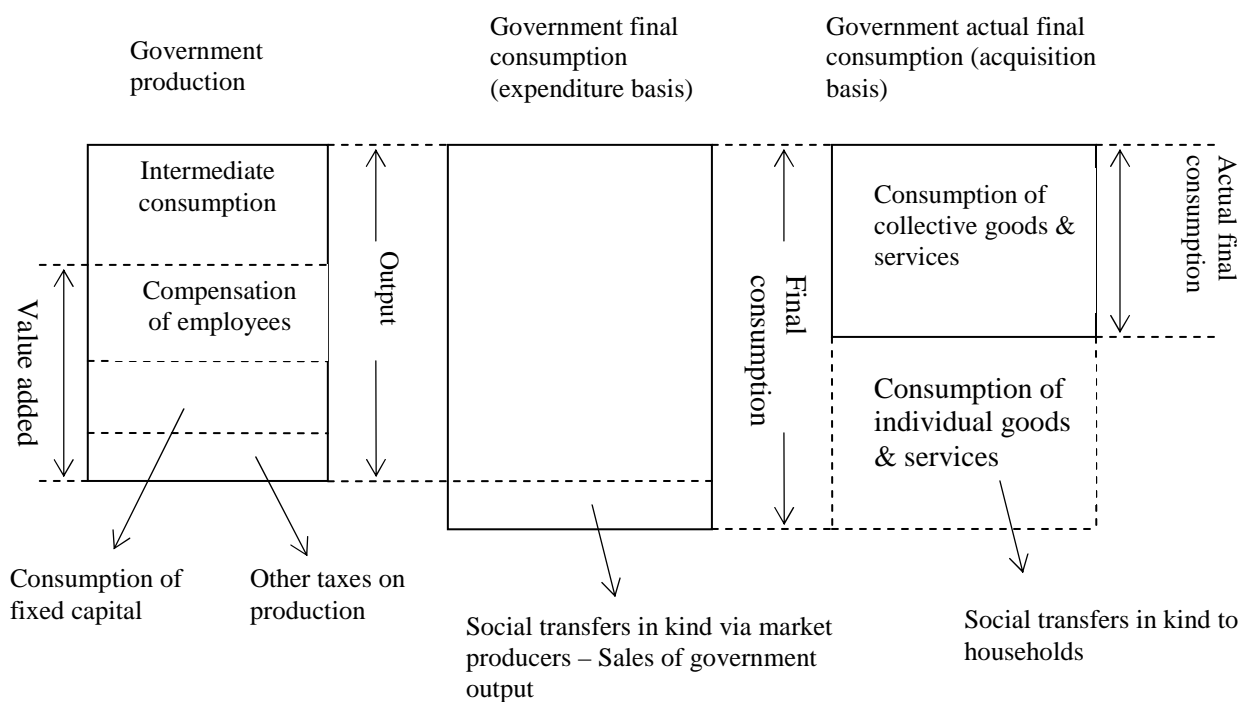 Government
production
Government final
consumption
(expenditure basis)
Government actual final
consumption (acquisition
basis)
Intermediate
consumption
Compensation
of employees
Value added
Output
Final
consumption
Consumption of
collective goods &
services
Actual final
consumption
Consumption of
individual goods
& services
Consumption of
fixed capital
Other taxes on
production
Social transfers in kind via market
producers – Sales of government
output
Social transfers in kind to
households